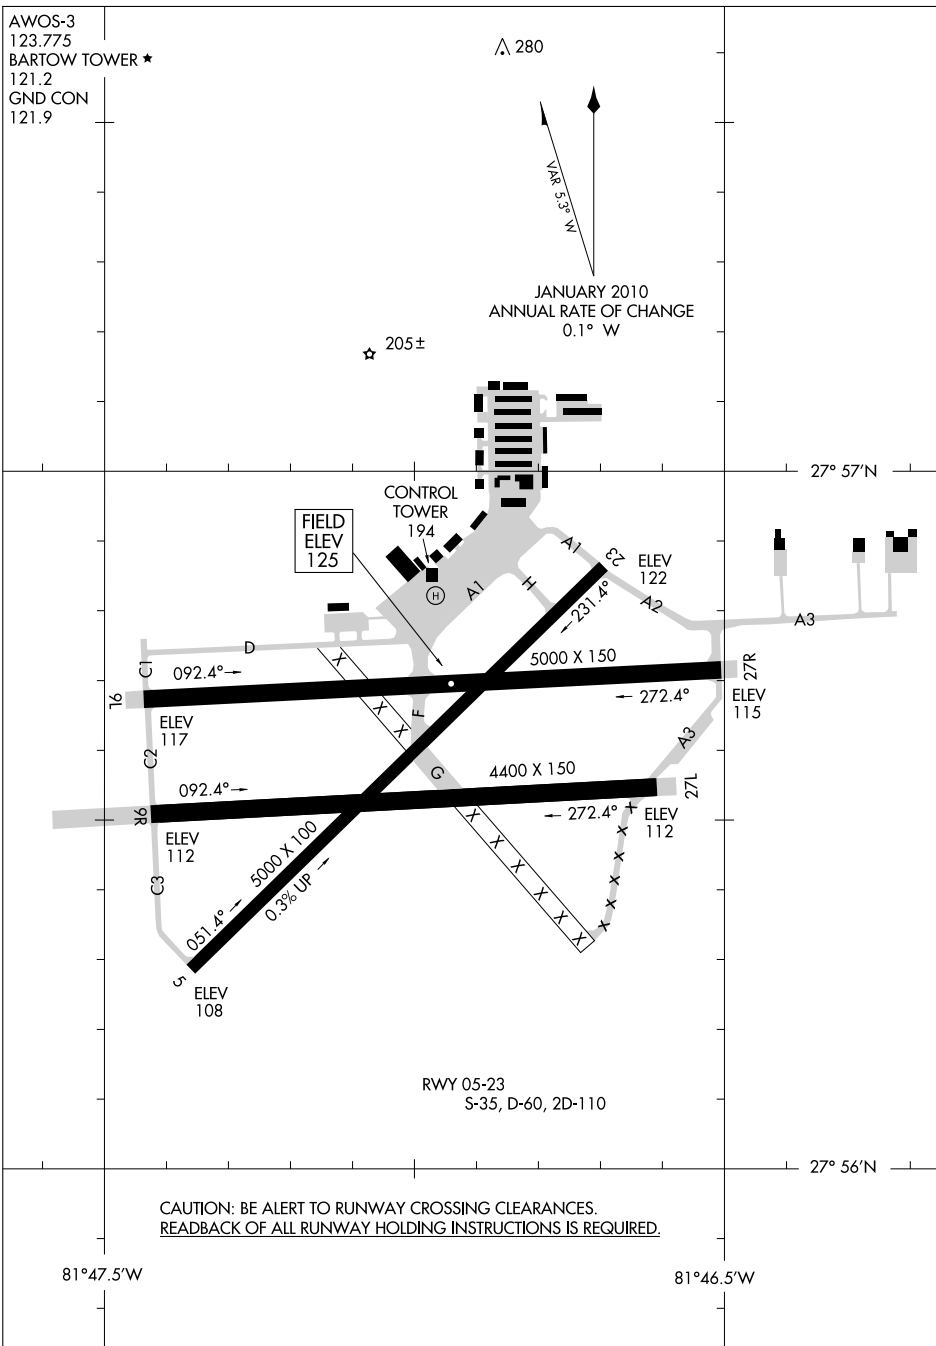 AWOS-3
123.775
BARTOW TOWER ★
121.2
GND CON
121.9
280
VAR 5.3° W
JANUARY 2010
ANNUAL RATE OF CHANGE
0.1° W
205±
27° 57'N
CONTROL
TOWER
194
FIELD
ELEV
125
A1
23
ELEV
122
H
A1
H
231.4°
A2
A3
D
C1
X
092.4°
5000 X 150
27R
9L
272.4°
ELEV
115
ELEV
117
F
X
X
X
A3
C2
G
4400 X 150
092.4°
27L
9R
272.4°
ELEV
112
ELEV
112
X
X
X
X
X
X
X
X
X
X
X
X
5000 X 100
0.3% UP
C3
051.4°
5
ELEV
108
RWY 05-23
S-35, D-60, 2D-110
27° 56'N
CAUTION: BE ALERT TO RUNWAY CROSSING CLEARANCES.
READBACK OF ALL RUNWAY HOLDING INSTRUCTIONS IS REQUIRED.
81°47.5'W
81°46.5'W